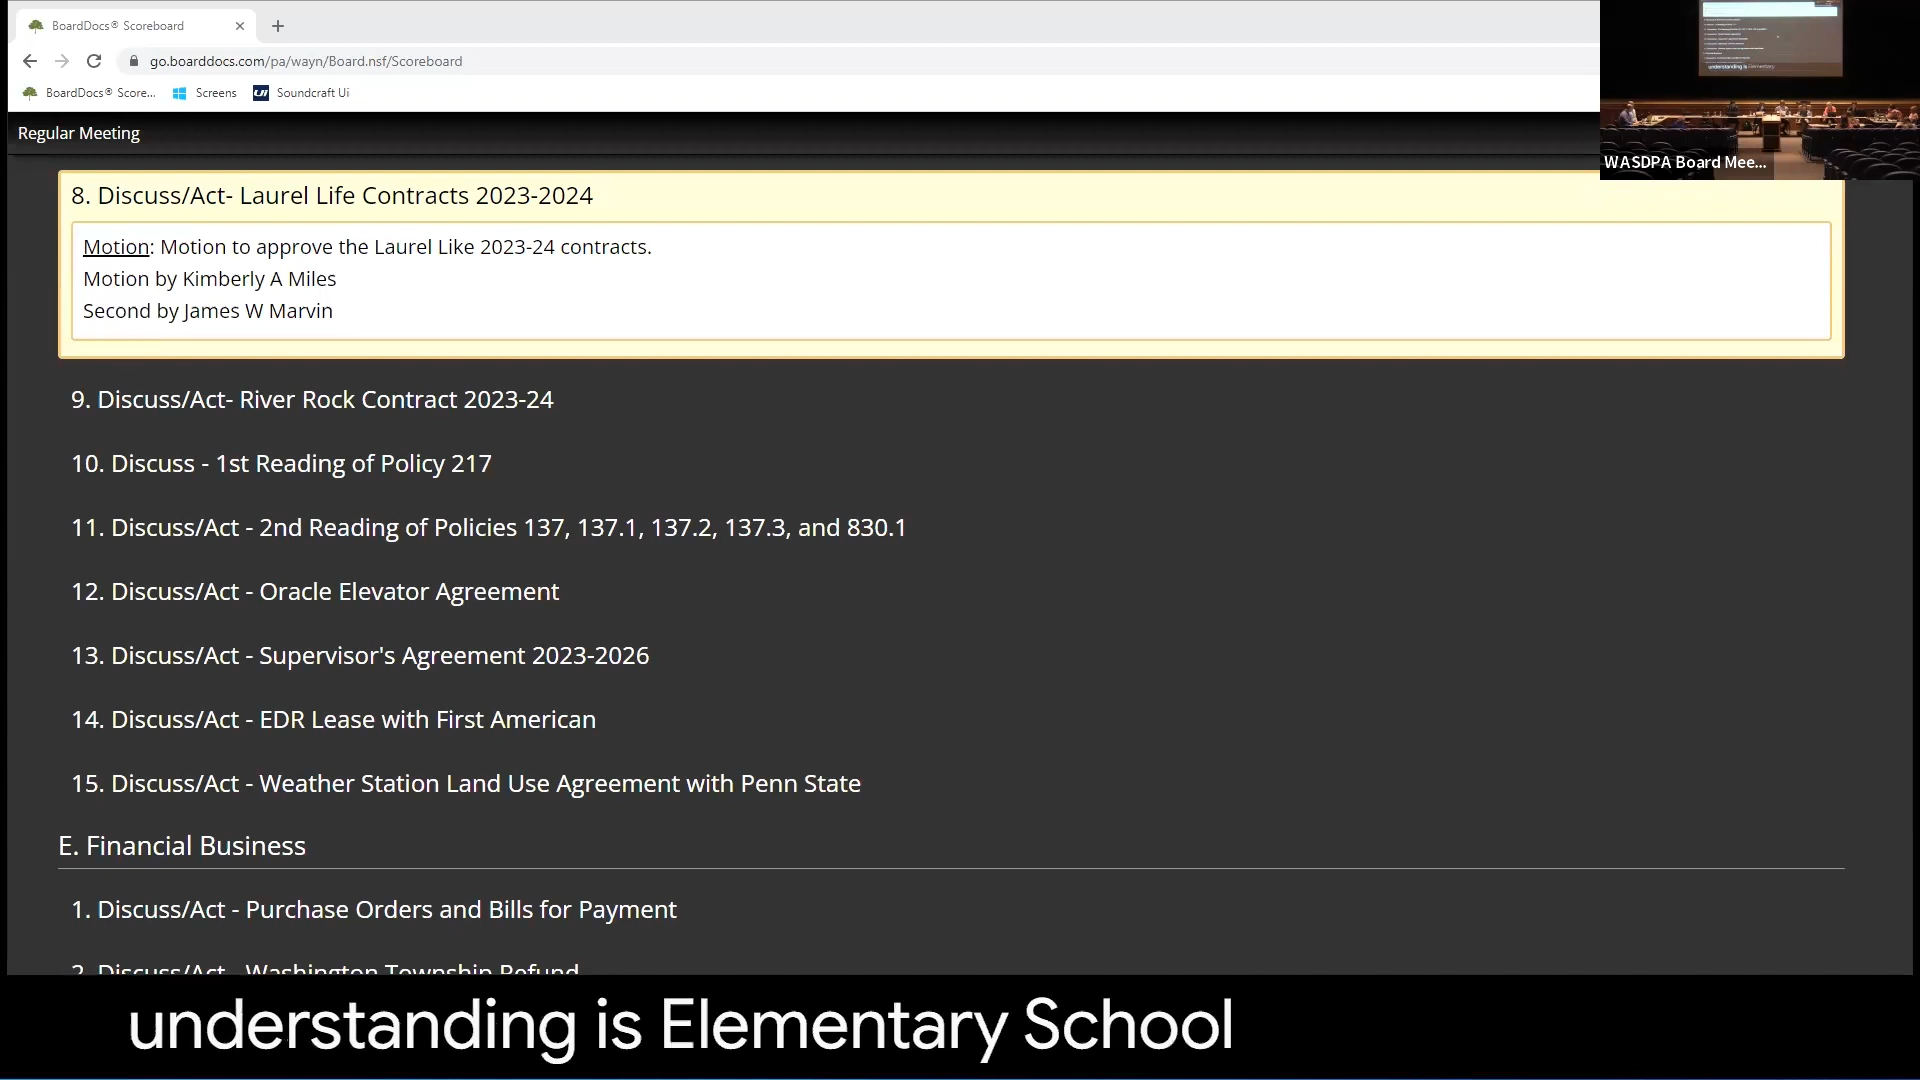 BoardDocs® Scoreboard
go.boarddocs.com/pa/wayn/Board.nsf/Scoreboard
BoardDocs® Score...
Screens
UI
Soundcraft Ui
Regular Meeting
WASDPA Board Mee...
understanding is Elementary
8. Discuss/Act- Laurel Life Contracts 2023-2024
Motion: Motion to approve the Laurel Like 2023-24 contracts.
Motion by Kimberly A Miles
Second by James W Marvin
9. Discuss/Act- River Rock Contract 2023-24
10. Discuss - 1st Reading of Policy 217
11. Discuss/Act - 2nd Reading of Policies 137, 137.1, 137.2, 137.3, and 830.1
12. Discuss/Act - Oracle Elevator Agreement
13. Discuss/Act - Supervisor's Agreement 2023-2026
14. Discuss/Act - EDR Lease with First American
15. Discuss/Act - Weather Station Land Use Agreement with Penn State
E. Financial Business
1. Discuss/Act - Purchase Orders and Bills for Payment
2. Discuss/Act - Washington Township Refund
understanding is Elementary School